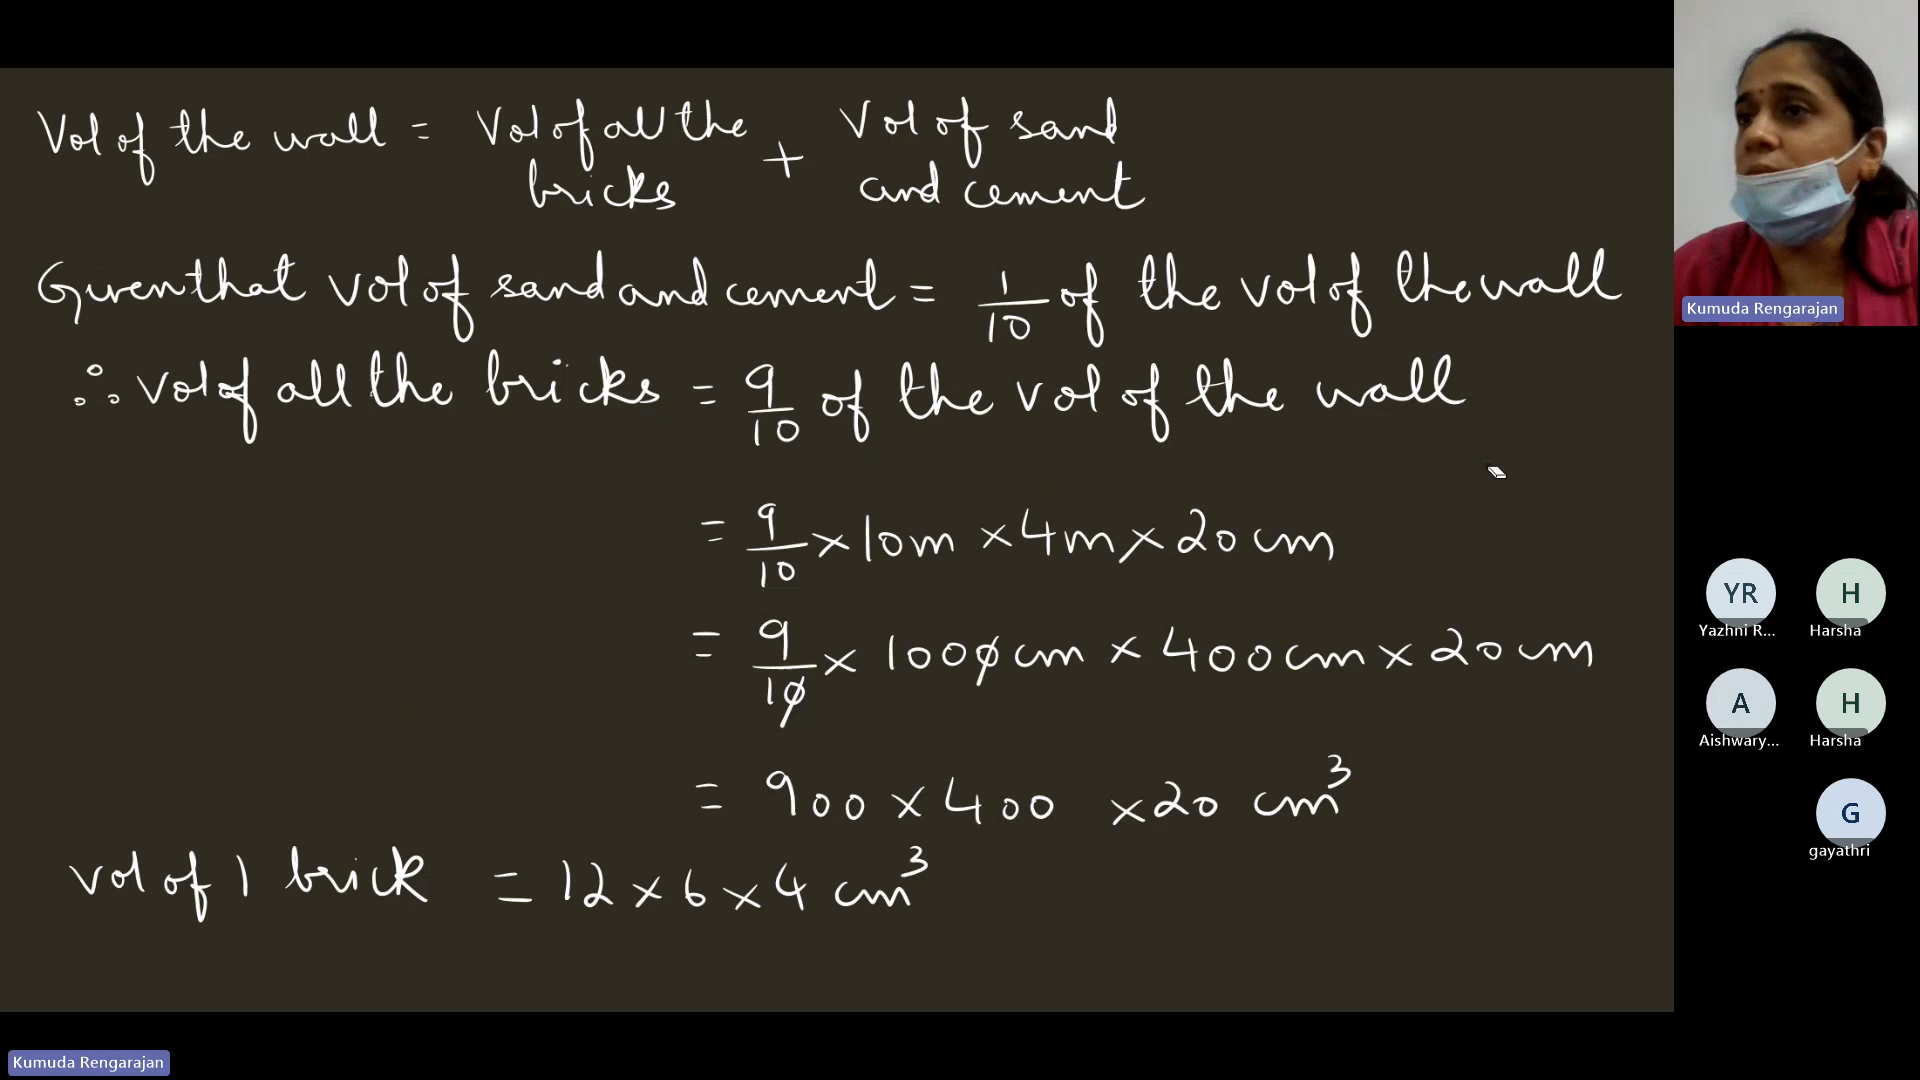 Vol of the wall = Vol of all the bricks + Vol of sand and cement
Given that vol of sand and cement = 1/10 of the vol of the wall
∴ vol of all the bricks = 9/10 of the vol of the wall
= 9/10 × 10m × 4m × 20 cm
= 9/10 × 1000 cm × 400 cm × 20 cm
= 900 × 400 × 20 cm³
vol of 1 brick = 12 × 6 × 4 cm³
Kumuda Rengarajan
YR
Yazhni R...
H
Harsha
A
Aishwary...
H
Harsha
G
gayathri
Kumuda Rengarajan